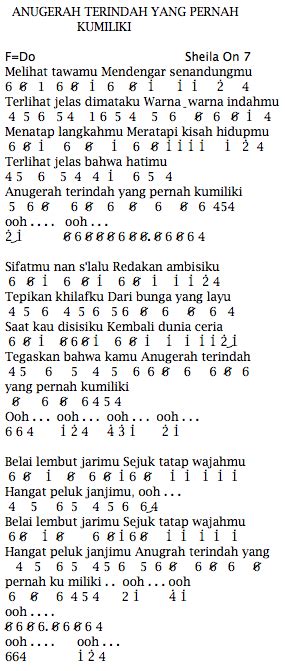 ANUGERAH TERINDAH YANG PERNAH
KUMILIKI
F=Do Sheila On 7
Melihat tawamu Mendengar senandungmu
6 6̸ 1 6 6̸ i 6 6̸ i i i 2̇ 4
Terlihat jelas dimataku Warna_warna indahmu
4 5 6 5 4 1 6 5 4 5 6 6̸ 6 6̸ i 4
Menatap langkahmu Meratapi kisah hidupmu
6 6̸ i 6 6̸ i 6 6̸ i i i i i 2̇ 4
Terlihat jelas bahwa hatimu
4 5 6 5 4 4 i 6 5 4
Anugerah terindah yang pernah kumiliki
5 6 6̸ 6 6̸ 6 6̸ 6 6̸ 6 454
ooh . . . . ooh . . .
2̇_i 6̸ 6 6̸ 6 6̸ 6 6̸ 6̸. 6̸ 6 6̸ 6 4
Sifatmu nan s'lalu Redakan ambisiku
6 6̸ i 6 6̸ i 6 6̸ i i i 2̇ 4
Tepikan khilafku Dari bunga yang layu
4 5 6 4 5 6 5 6 6̸ 6 6̸ 6 4
Saat kau disisiku Kembali dunia ceria
6 6̸ i 6̸ 6 6̸ i 6 6̸ i i i i i 2̇_i
Tegaskan bahwa kamu Anugerah terindah
4 5 6 5 4 5 6 6 6̸ 6 6̸ 6
yang pernah kumiliki
6̸ 6 6̸ 6 4 5 4
Ooh . . . ooh . . . ooh . . . ooh . . .
6 6 4 i 2̇ 4 4̇ 3̇ i 2̇ i
Belai lembut jarimu Sejuk tatap wajahmu
6 6̸ i 6̸ 6 6̸ i 6 6̸ i i i i i
Hangat peluk janjimu, ooh . . .
4 5 6 5 4 5 6 6_4
Belai lembut jarimu Sejuk tatap wajahmu
6 6̸ i 6̸ 6 6̸ i 6 6̸ i i i i i
Hangat peluk janjimu Anugrah terindah yang
4 5 6 5 4 5 6 5 6 6̸ 6 6̸ 6 6̸
pernah ku miliki . . ooh . . . ooh
6 6̸ 6 4 5 4 2̇ i 4̇ i
ooh . . . .
6̸ 6 6̸ 6. 6̸ 6 6̸ 6 4
ooh . . . . ooh . . .
664 i 2̇ 4